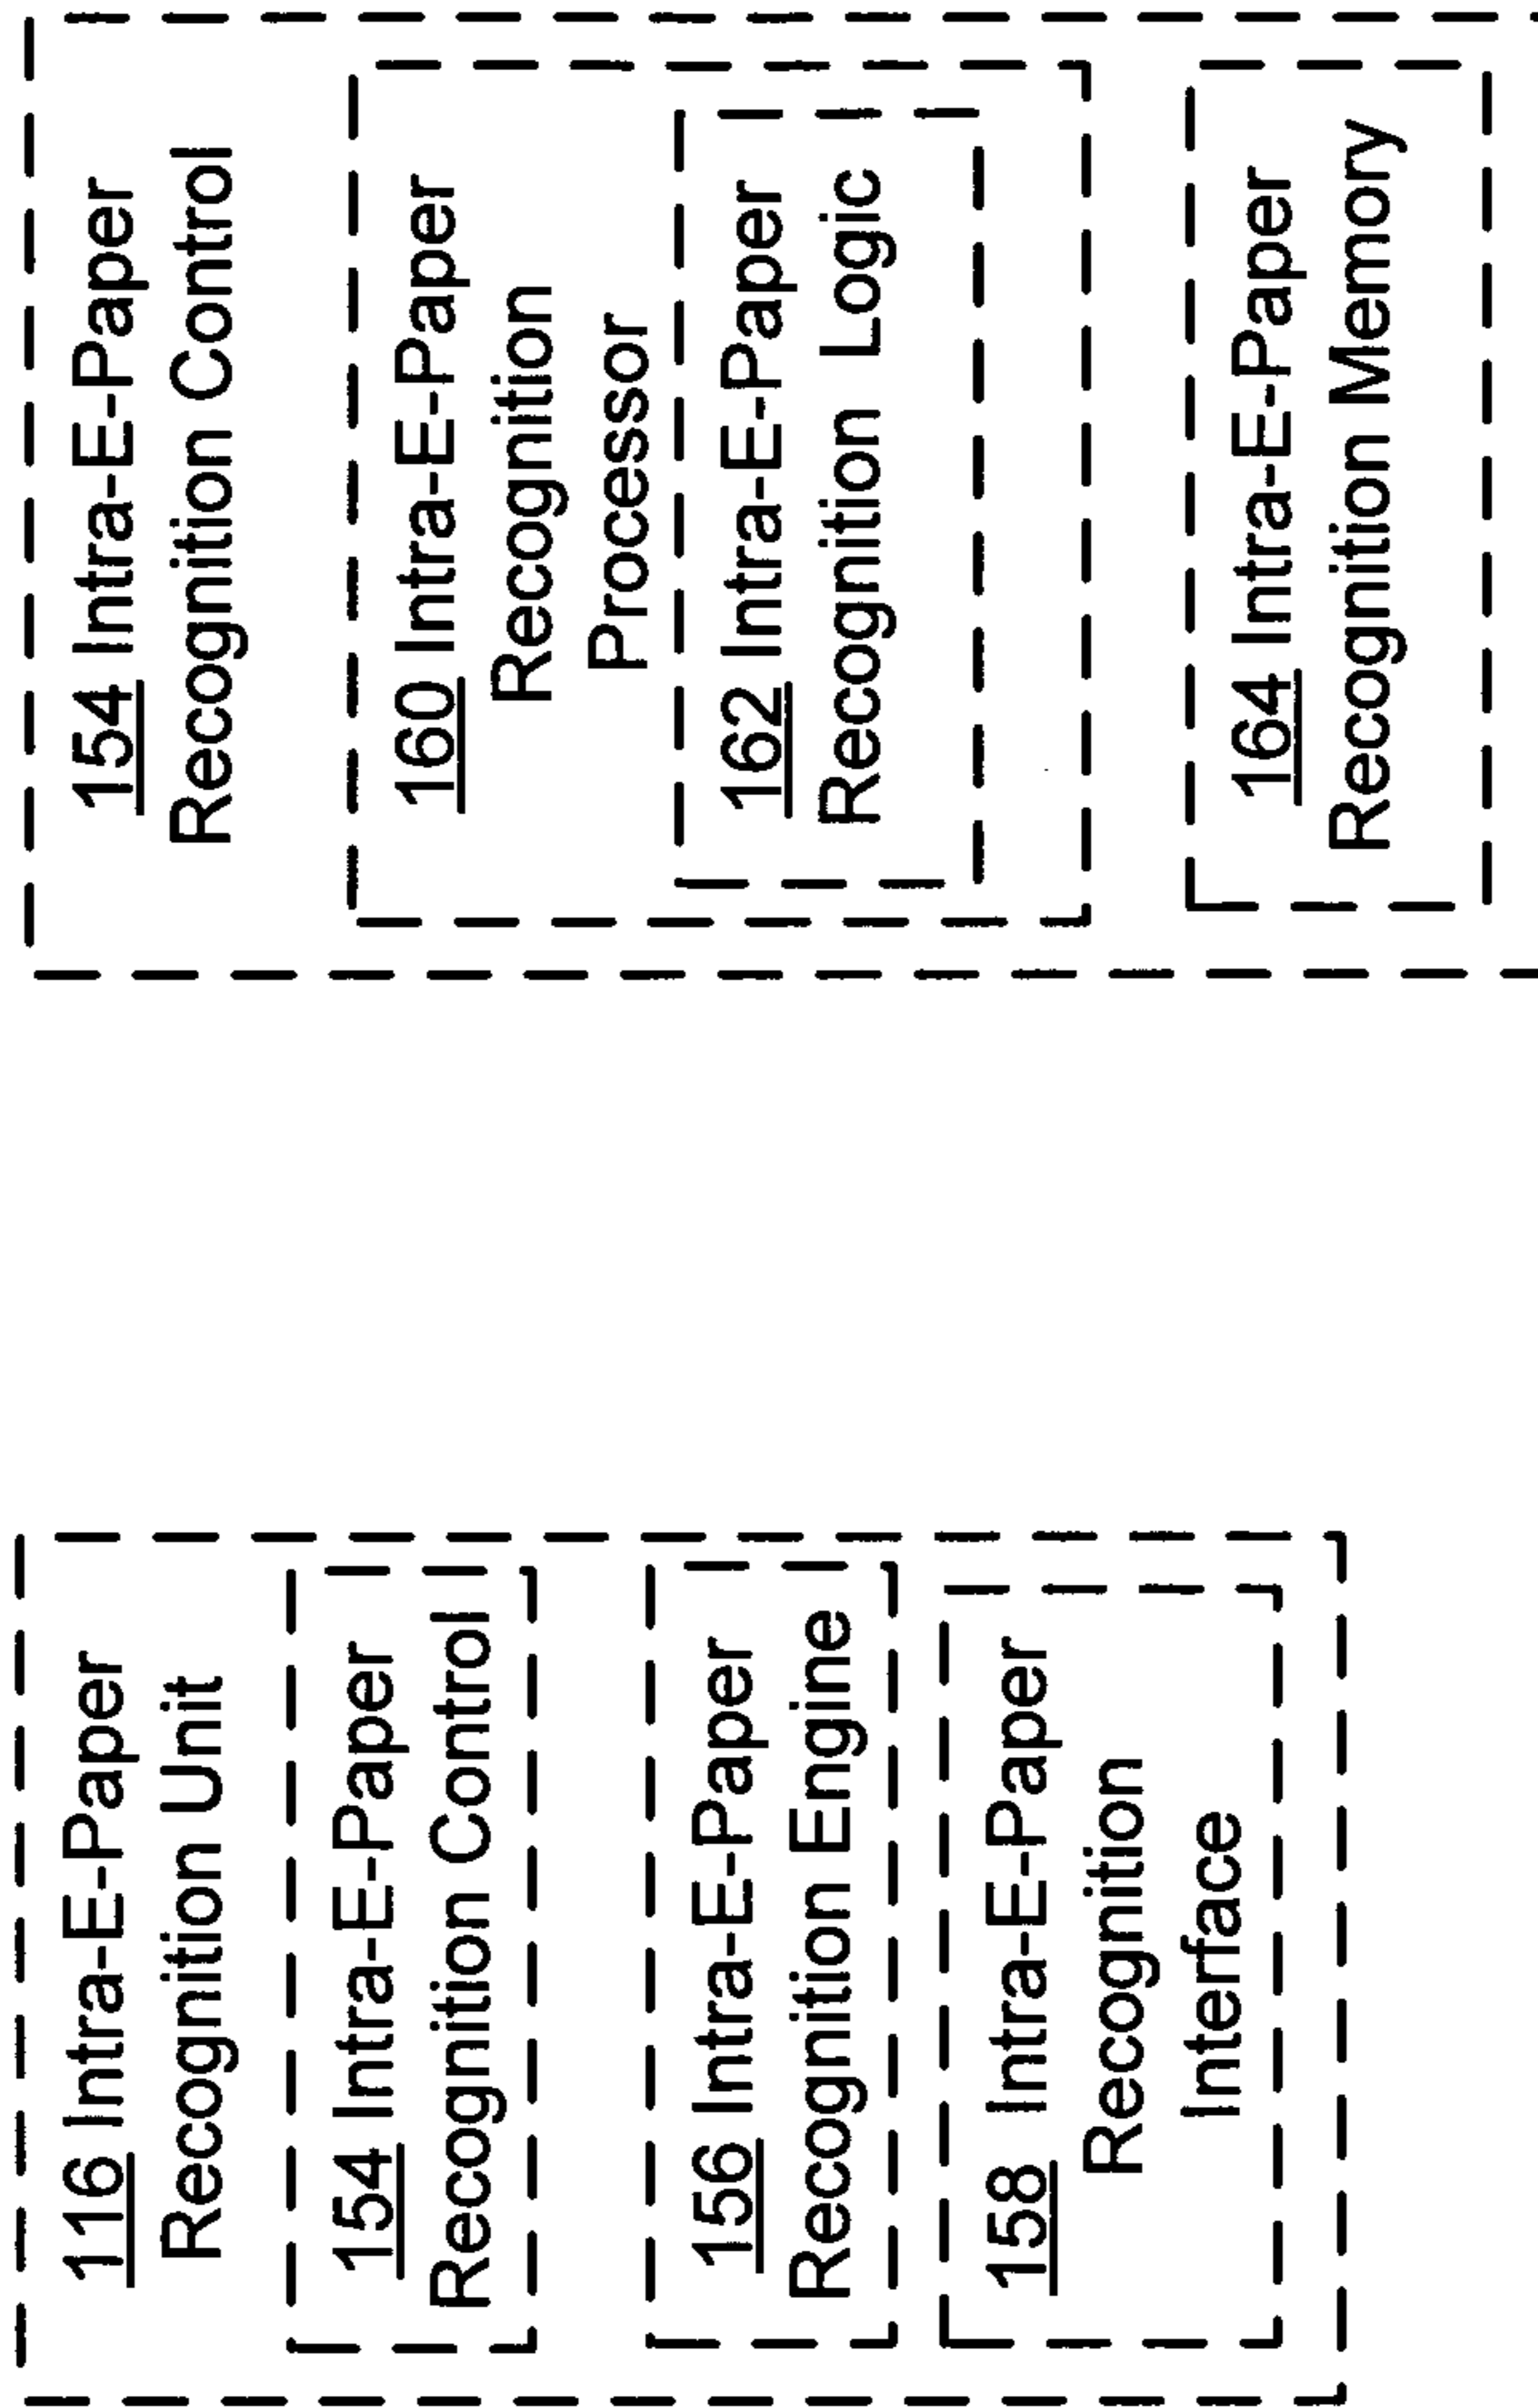 116 Intra-E-Paper
Recognition Unit
154 Intra-E-Paper
Recognition Control
156 Intra-E-Paper
Recognition Engine
158 Intra-E-Paper
Recognition
Interface
154 Intra-E-Paper
Recognition Control
160 Intra-E-Paper
Recognition
Processor
162 Intra-E-Paper
Recognition Logic
164 Intra-E-Paper
Recognition Memory